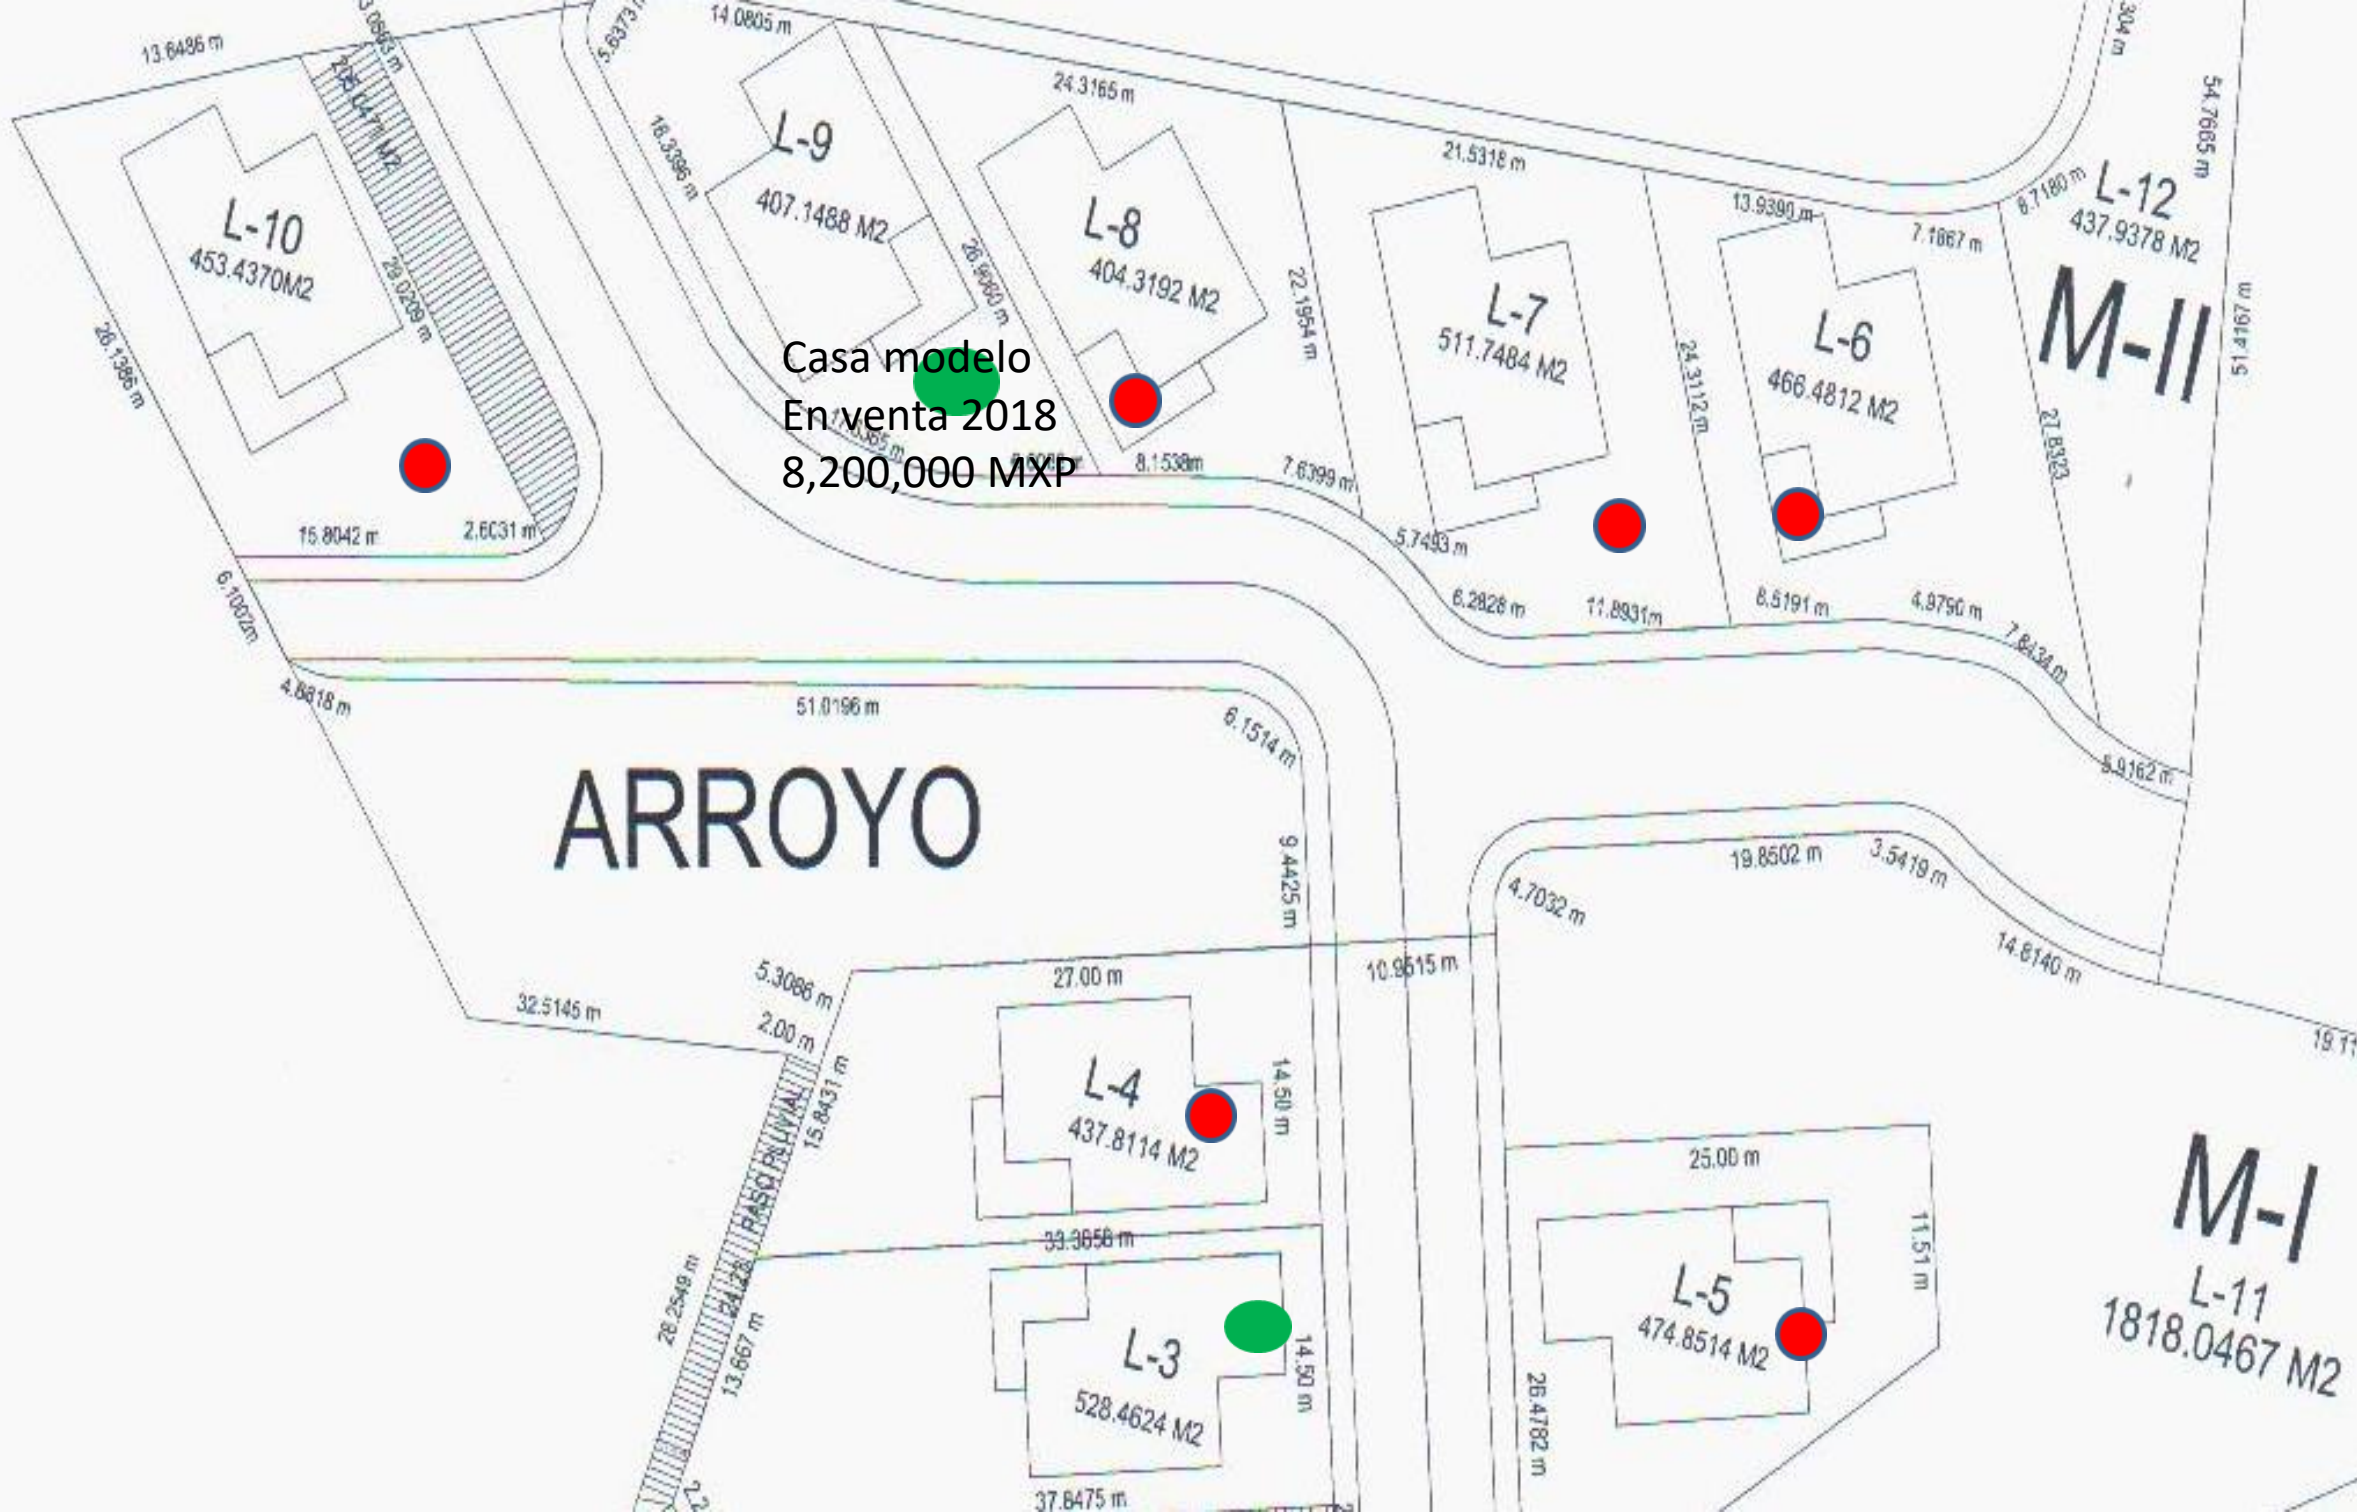 14.0805 m
13.6486 m
24.3165 m
54.7665 m
L-9
407.1488 M2
16.3396 m
21.5318 m
L-12
437.9378 M2
8.7180 m
13.9390 m
7.1867 m
L-10
453.4370M2
29.0209 m
26.1386 m
L-8
404.3192 M2
26.9060 m
22.1954 m
L-7
511.7484 M2
24.3112 m
L-6
466.4812 M2
M-II
51.4167 m
27.8323
Casa modelo
En venta 2018
8,200,000 MXP
8.1538m
7.6399 m
5.7493 m
15.8042 m
2.6031 m
6.1002m
6.2828 m
11.8931m
8.5191 m
4.9790 m
7.8434 m
4.8818 m
51.0196 m
6.1514 m
5.9162 m
ARROYO
9.4425 m
19.8502 m
3.5419 m
4.7032 m
14.8140 m
5.3086 m
27.00 m
10.9515 m
32.5145 m
2.00 m
15.8431 m
L-4
437.8114 M2
14.50 m
PASO PLUVIAL
25.00 m
M-I
L-11
1818.0467 M2
11.51 m
33.3858 m
28.2549 m
13.667 m
L-3
528.4624 M2
14.50 m
L-5
474.8514 M2
26.4782 m
37.8475 m